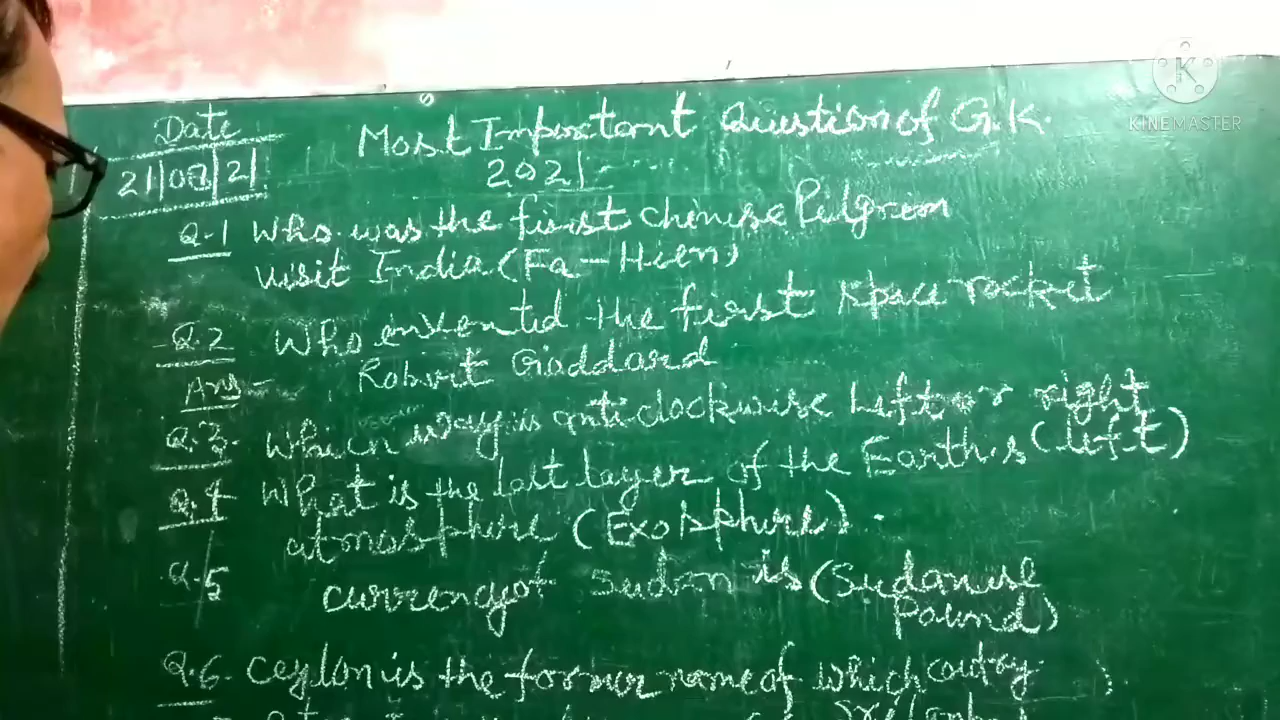 Date
21/08/21
Most Important Question of G.K.
2021
Q.1 Who was the first chinese Pilgrem
visit India (Fa-Hien)
Q.2 Who envented the first space rocket
Ans- Robert Goddard
Q.3. Which way is anticlockwise Left or right
(left)
Q.4 What is the last layer of the Earth's
atmosphere (Exosphere).
Q.5 currency of Sudan is (Sudanese
Pound)
Q.6. Ceylon is the former name of which
KINEMASTER